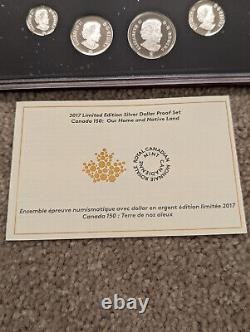 2017 Limited Edition Silver Dollar Proof Set
Canada 150: Our Home and Native Land
ROYAL CANADIAN MINT
MONNAIE ROYALE CANADIENNE
Ensemble épreuve numismatique avec dollar en argent édition limitée 2017
Canada 150 : Terre de nos aïeux